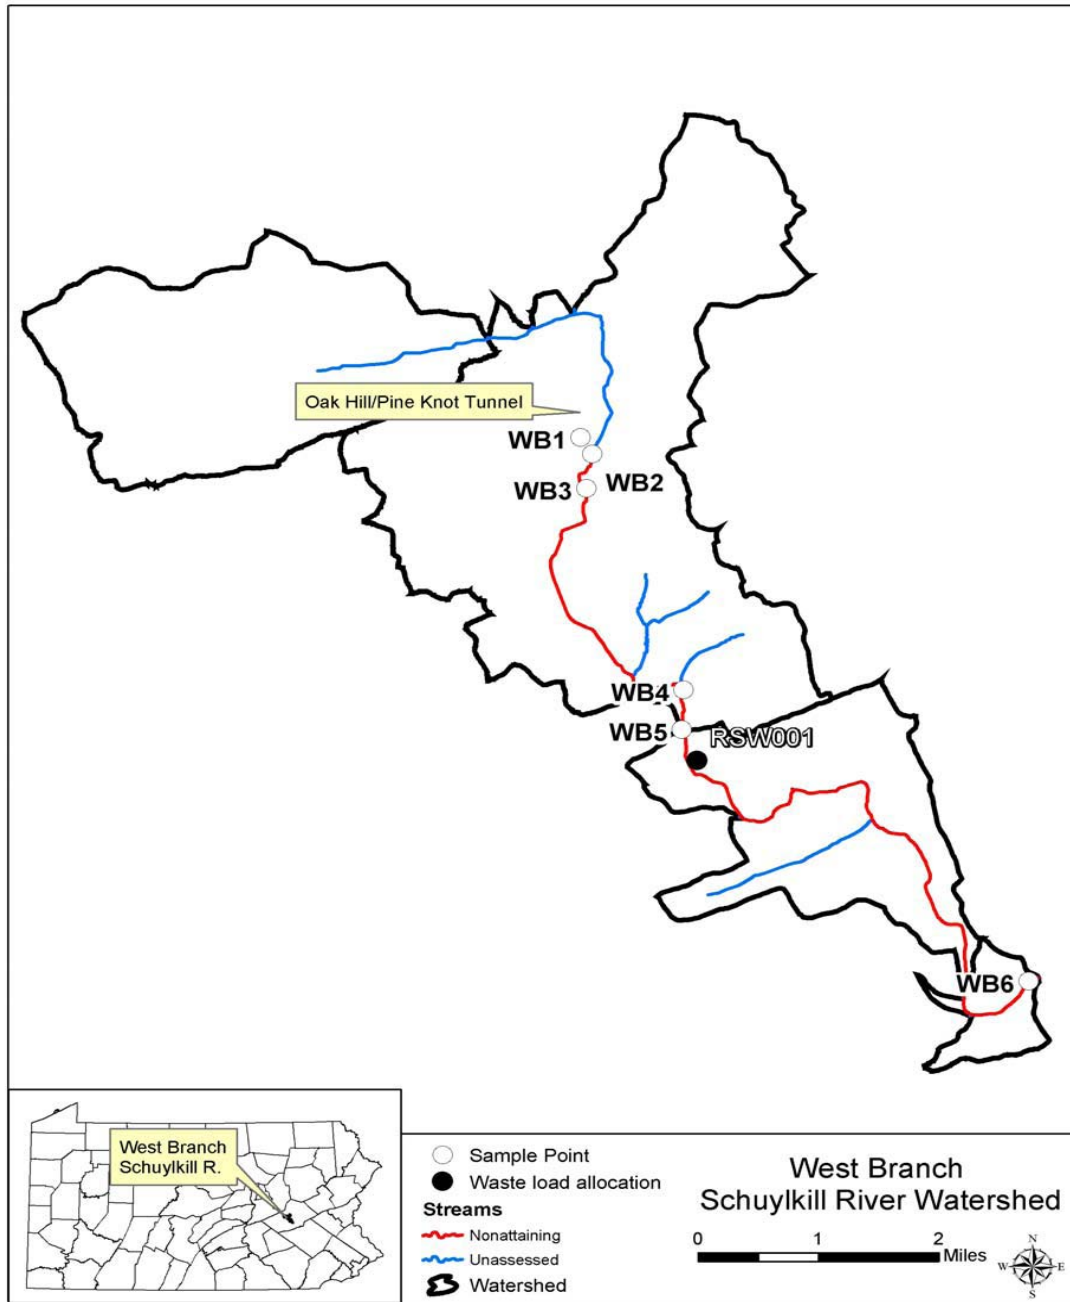 Oak Hill/Pine Knot Tunnel
WB1
WB2
WB3
WB4
WB5
RSW001
WB6
West Branch
Schuylkill R.
Sample Point
Waste load allocation
Streams
Nonattaining
Unassessed
Watershed
West Branch
Schuylkill River Watershed
0 1 2
Miles
N
W E
S